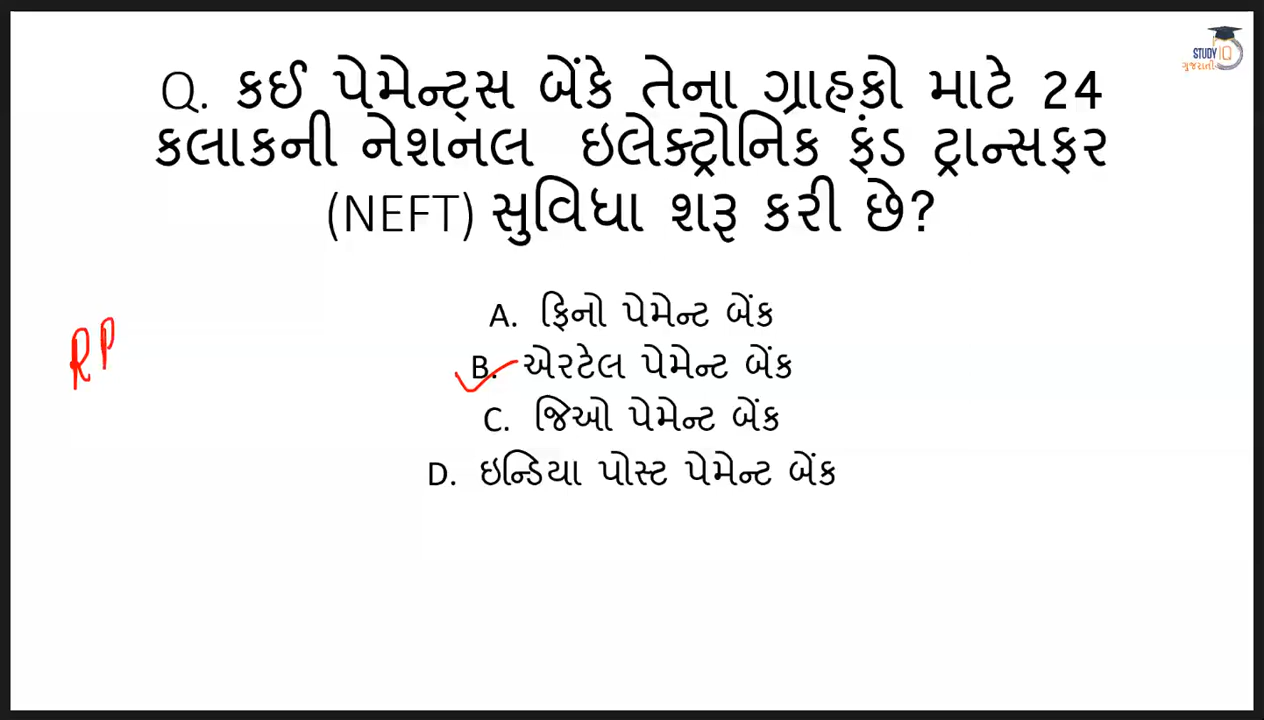 STUDY IQ
ગુજરાતી
Q. કઈ પેમેન્ટ્સ બેંકે તેના ગ્રાહકો માટે 24
કલાકની નેશનલ ઇલેક્ટ્રોનિક ફંડ ટ્રાન્સફર
(NEFT) સુવિધા શરૂ કરી છે?
A. ફિનો પેમેન્ટ બેંક
RP
B. એરટેલ પેમેન્ટ બેંક
C. જિઓ પેમેન્ટ બેંક
D. ઇન્ડિયા પોસ્ટ પેમેન્ટ બેંક